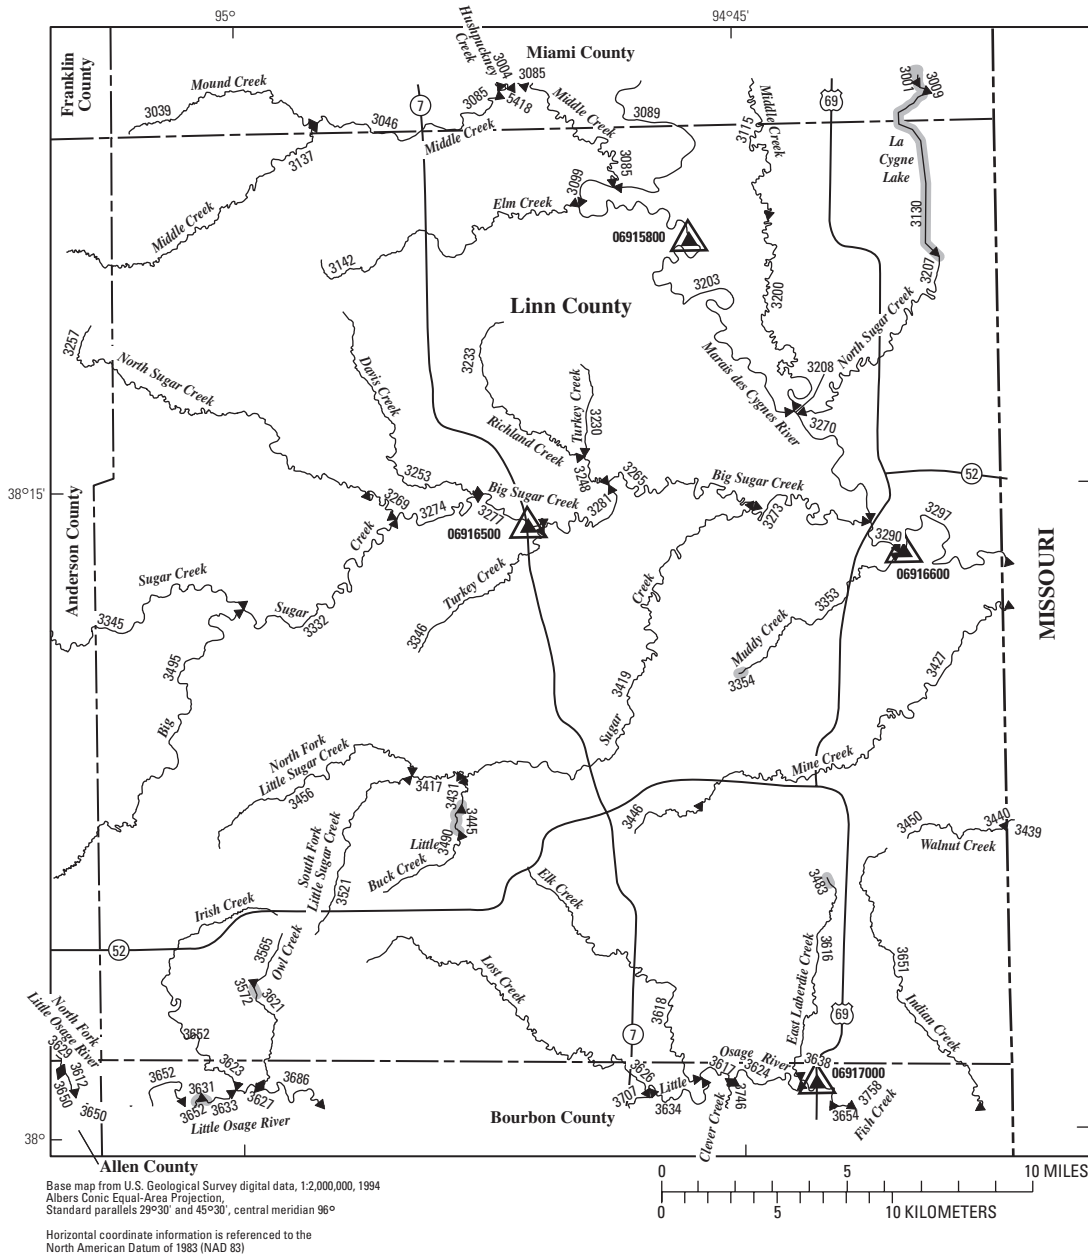 95°
94°45'
Franklin
County
Mound Creek
3039
3046
3137
Middle Creek
7
Hushpuckney
Creek
3004
3085
Miami County
3085
5418
Middle Creek
Middle Creek
3089
3085
3099
Elm Creek
3142
06915800
3115
Middle Creek
69
3001
3009
La
Cygne
Lake
3130
3207
3200
3203
Linn County
North Sugar Creek
3208
Marais des Cygnes River
3270
3257
North Sugar Creek
Davis Creek
3233
Turkey Creek
3230
Richland Creek
3248
3265
3253
3269
3274
Big Sugar Creek
3277
3281
Big Sugar Creek
3273
52
38°15'
06916500
3297
3290
06916600
MISSOURI
Anderson County
Sugar Creek
3345
Creek
Sugar
3332
Turkey Creek
3346
Creek
3353
Muddy Creek
3354
3495
Big
3419
Sugar
3427
Mine Creek
North Fork
Little Sugar Creek
3456
3417
3431
3445
3490
Little
Buck Creek
South Fork
Little Sugar Creek
3521
3446
3450
3440
3439
Walnut Creek
3483
Irish Creek
Elk Creek
52
3565
Owl Creek
3572
3621
Lost Creek
3616
East Laberdie Creek
3651
Indian Creek
69
3618
7
North Fork
Little Osage River
3629
3612
3650
3650
3652
3652
3623
3631
3652
3633
3627
3686
Little Osage River
3626
3707
Little
3634
3617
Osage River
3624
3638
06917000
3746
Clever Creek
3758
3654
Fish Creek
Bourbon County
38°
Allen County
Base map from U.S. Geological Survey digital data, 1:2,000,000, 1994
Albers Conic Equal-Area Projection,
Standard parallels 29°30' and 45°30', central meridian 96°
Horizontal coordinate information is referenced to the
North American Datum of 1983 (NAD 83)
0 5 10 MILES
0 5 10 KILOMETERS